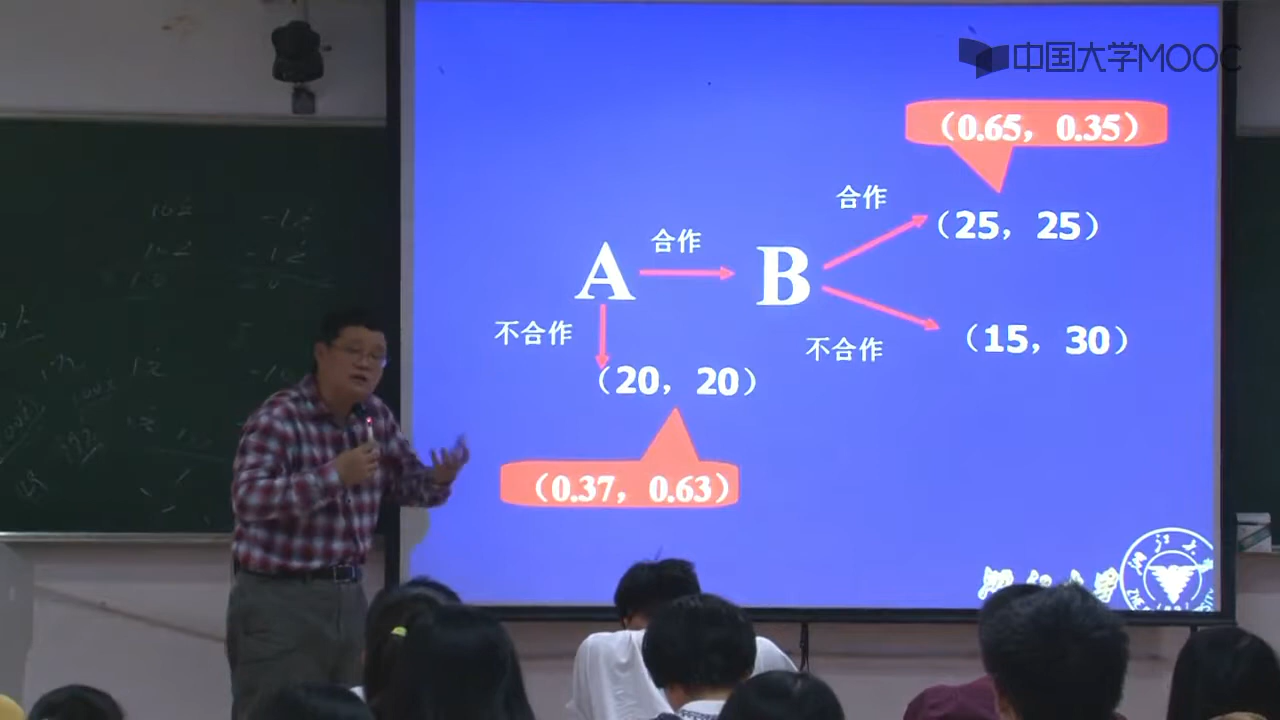 中国大学MOOC
（0.65，0.35）
合作
（25，25）
合作
A
B
不合作
不合作
（15，30）
（20，20）
（0.37，0.63）